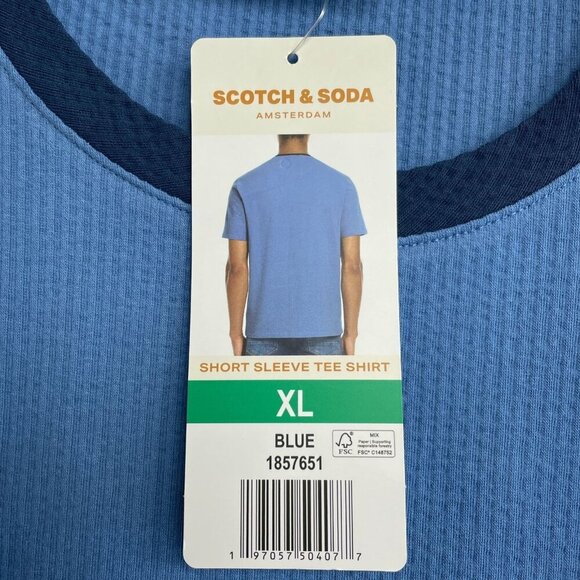 SCOTCH & SODA
AMSTERDAM
SHORT SLEEVE TEE SHIRT
XL
BLUE
1857651
FSC
MIX
Paper | Supporting
responsible forestry
FSC® C148752
1 97057 50407 7